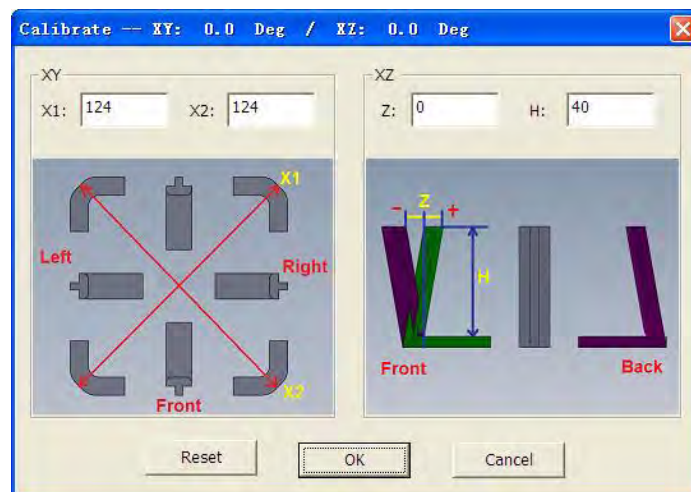 Calibrate -- XY: 0.0 Deg / XZ: 0.0 Deg
XY
X1: 124 X2: 124
XZ
Z: 0 H: 40
X1
Left
Right
X2
Front
- Z +
H
Front
Back
Reset
OK
Cancel